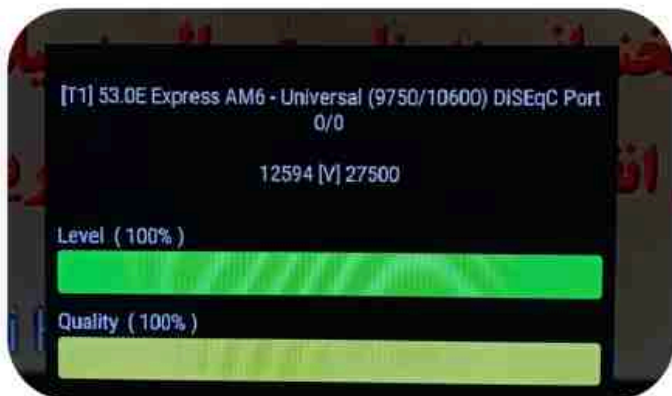 [T1] 53.0E Express AM6 - Universal (9750/10600) DiSEqC Port
0/0
12594 [V] 27500
Level ( 100% )
Quality ( 100% )